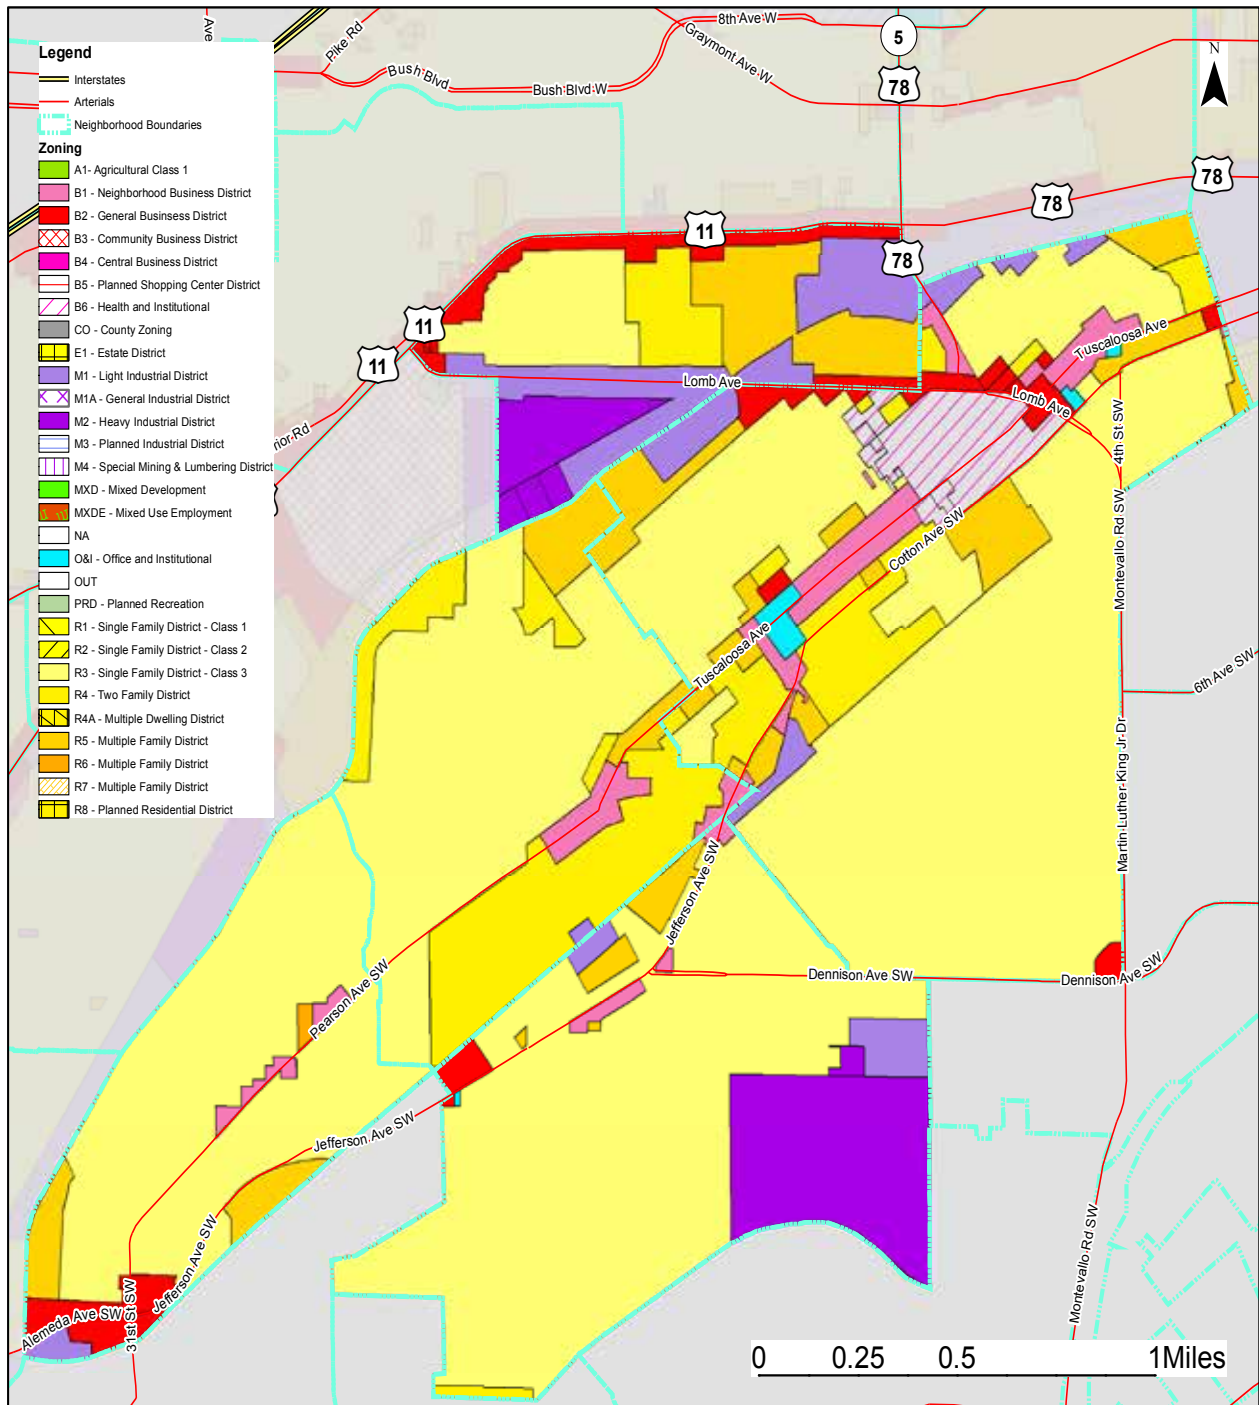 Ave
Pike Rd
8th Ave W
5
Graymont Ave W
Legend
N
Bush Blvd
Bush Blvd W
78
Interstates
Arterials
Neighborhood Boundaries
Zoning
A1- Agricultural Class 1
B1 - Neighborhood Business District
B2 - General Business District
B3 - Community Business District
B4 - Central Business District
B5 - Planned Shopping Center District
B6 - Health and Institutional
CO - County Zoning
E1 - Estate District
M1 - Light Industrial District
M1A - General Industrial District
M2 - Heavy Industrial District
M3 - Planned Industrial District
M4 - Special Mining & Lumbering District
MXD - Mixed Development
MXDE - Mixed Use Employment
NA
O&I - Office and Institutional
OUT
PRD - Planned Recreation
R1 - Single Family District - Class 1
R2 - Single Family District - Class 2
R3 - Single Family District - Class 3
R4 - Two Family District
R4A - Multiple Dwelling District
R5 - Multiple Family District
R6 - Multiple Family District
R7 - Multiple Family District
R8 - Planned Residential District
78
78
11
78
11
11
Tuscaloosa Ave
Lomb Ave
Lomb Ave
4th St SW
rior Rd
Cotton Ave SW
Montevallo Rd SW
Tuscaloosa Ave
6th Ave SW
Martin Luther King Jr Dr
Jefferson Ave SW
Dennison Ave SW
Dennison Ave SW
Pearson Ave SW
Jefferson Ave SW
Jefferson Ave SW
Montevallo Rd SW
Alemeda Ave SW
31st St SW
0 0.25 0.5 1Miles